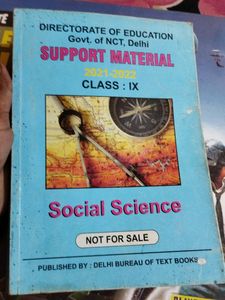 DIRECTORATE OF EDUCATION
Govt. of NCT, Delhi
SUPPORT MATERIAL
2021-2022
CLASS : IX
Social Science
NOT FOR SALE
PUBLISHED BY : DELHI BUREAU OF TEXT BOOKS